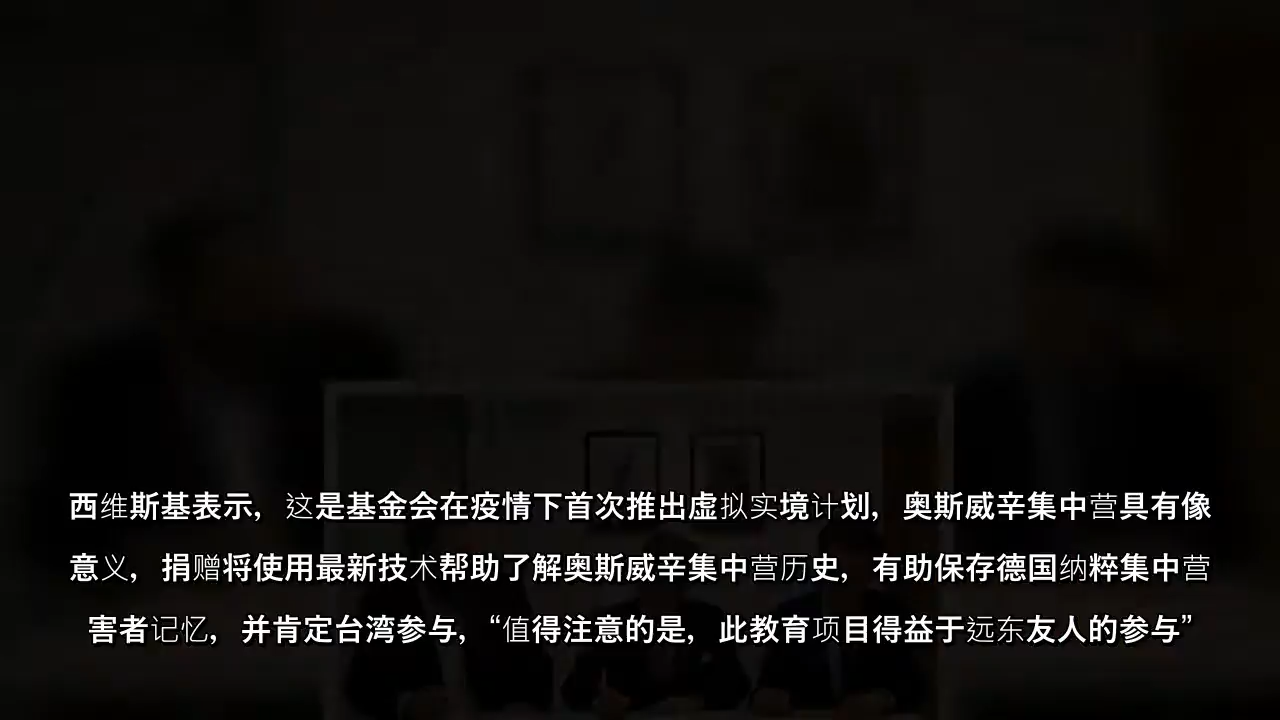 西维斯基表示，这是基金会在疫情下首次推出虚拟实境计划，奥斯威辛集中营具有像
意义，捐赠将使用最新技术帮助了解奥斯威辛集中营历史，有助保存德国纳粹集中营
害者记忆，并肯定台湾参与，“值得注意的是，此教育项目得益于远东友人的参与”